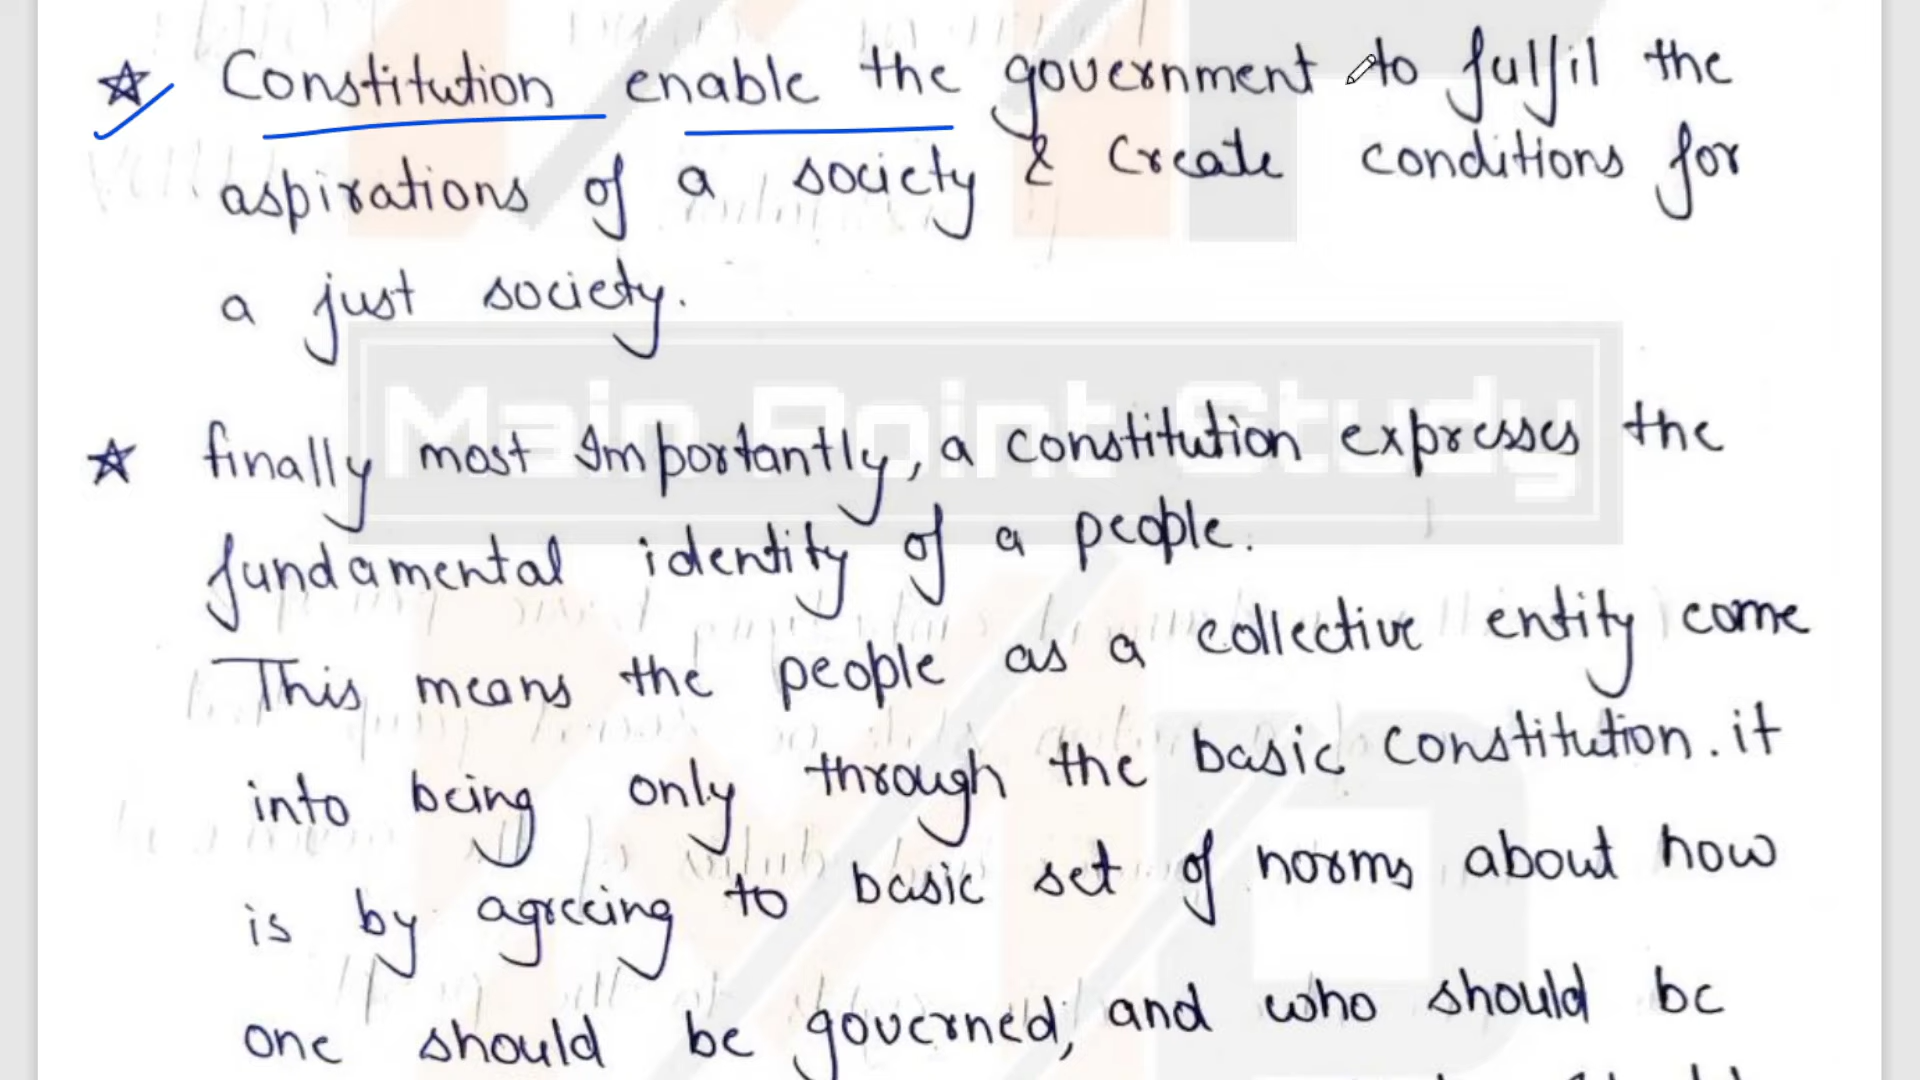 ☆ Constitution enable the government to fulfil the
aspirations of a society & create conditions for
a just society.
Main Point Study
☆ finally most Importantly, a constitution expresses the
fundamental identity of a people.
This means the people as a collective entity come
into being only through the basic constitution. it
is by agreeing to basic set of norms about how
one should be governed, and who should be